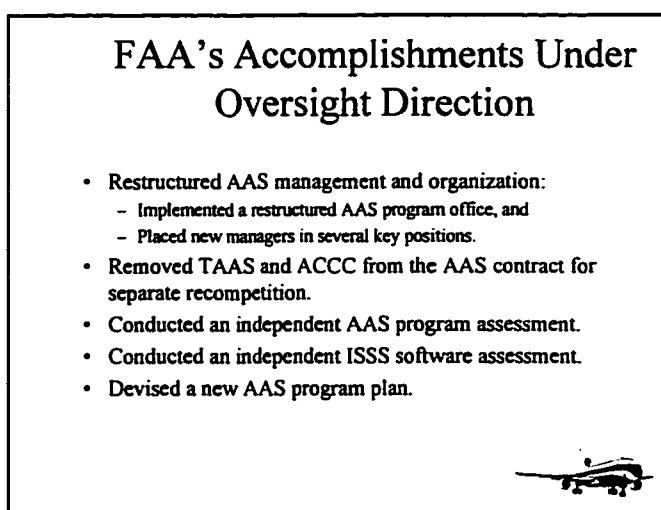 FAA's Accomplishments Under
Oversight Direction
• Restructured AAS management and organization:
– Implemented a restructured AAS program office, and
– Placed new managers in several key positions.
• Removed TAAS and ACCC from the AAS contract for
separate recompetition.
• Conducted an independent AAS program assessment.
• Conducted an independent ISSS software assessment.
• Devised a new AAS program plan.